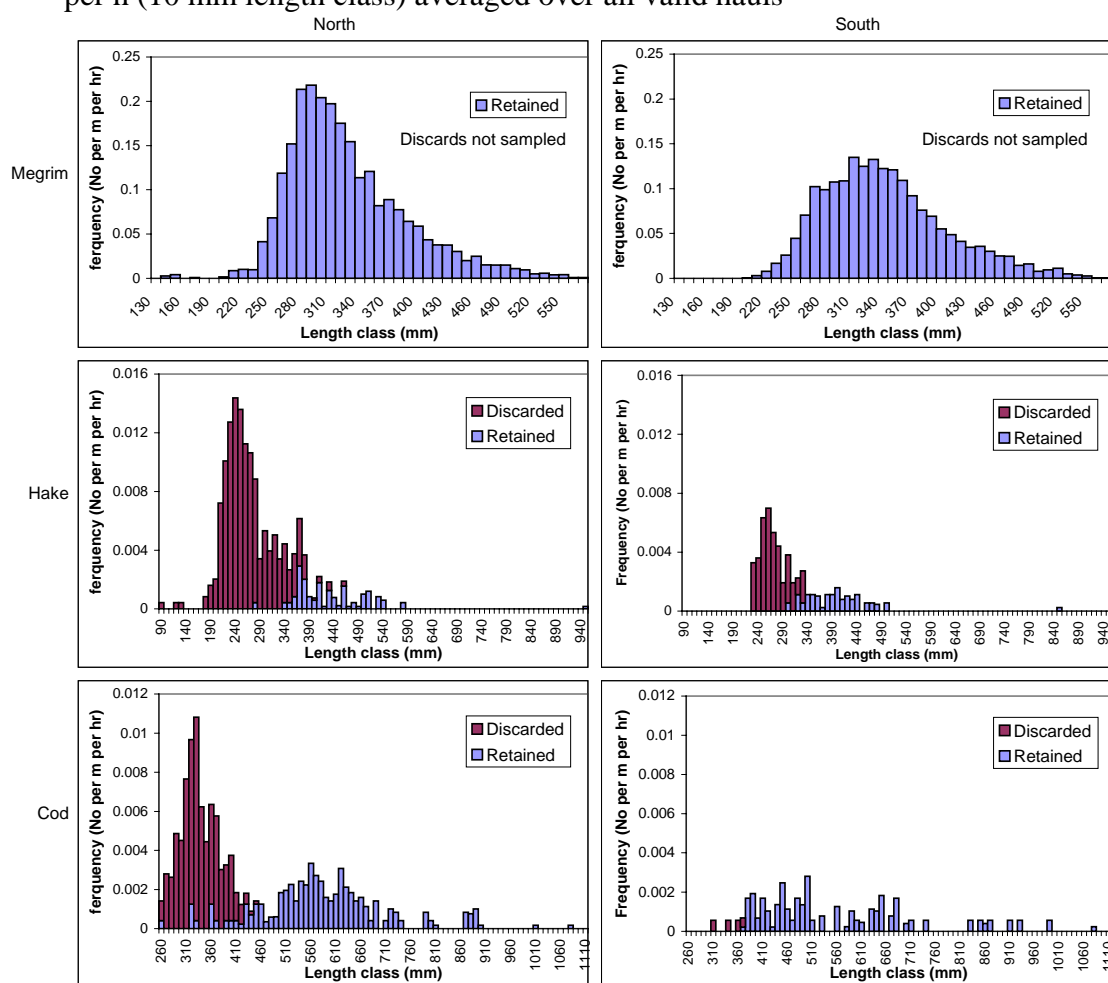 per h (10 mm length class) averaged over all valid hauls
North
South
Megrim
ferquency (No per m per hr)
0.25
0.2
0.15
0.1
0.05
0
Retained
Discards not sampled
130 160 190 220 250 280 310 340 370 400 430 460 490 520 550
Length class (mm)
0.25
0.2
0.15
0.1
0.05
0
Retained
Discards not sampled
130 160 190 220 250 280 310 340 370 400 430 460 490 520 550
Length class (mm)
Hake
ferquency (No per m per hr)
0.016
0.012
0.008
0.004
0
Discarded
Retained
90 140 190 240 290 340 390 440 490 540 590 640 690 740 790 840 890 940
Length class (mm)
Frequency (No per m per hr)
0.016
0.012
0.008
0.004
0
Discarded
Retained
90 140 190 240 290 340 390 440 490 540 590 640 690 740 790 840 890 940
Length class (mm)
Cod
ferquency (No per m per hr)
0.012
0.01
0.008
0.006
0.004
0.002
0
Discarded
Retained
260 310 360 410 460 510 560 610 660 710 760 810 860 910 960 1010 1060 1110
Length class (mm)
Frequency (No per m per hr)
0.012
0.01
0.008
0.006
0.004
0.002
0
Discarded
Retained
260 310 360 410 460 510 560 610 660 710 760 810 860 910 960 1010 1060 1110
Length class (mm)